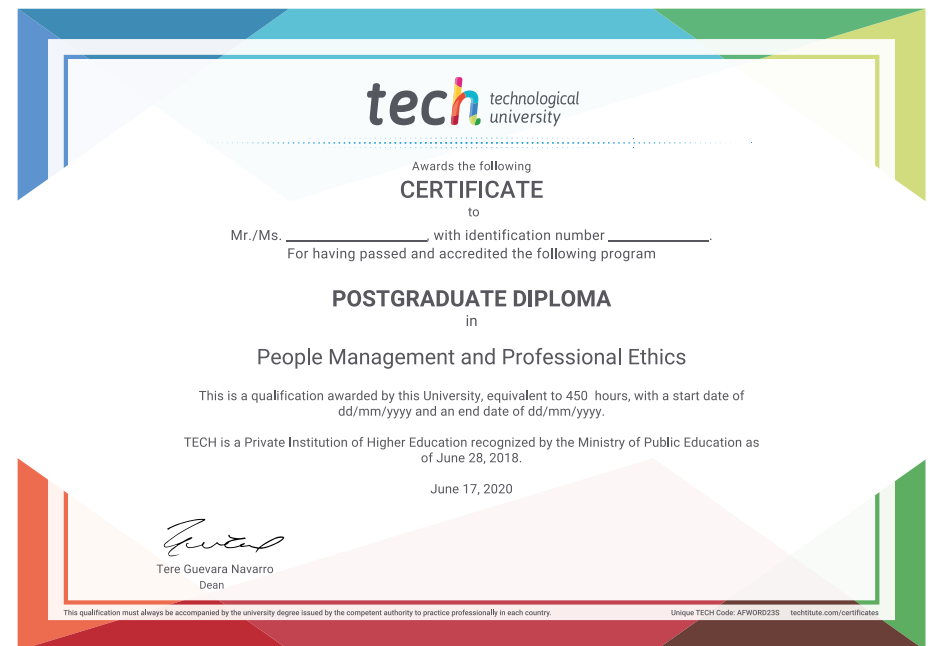 tech technological
university
Awards the following
CERTIFICATE
to
Mr./Ms. ____________, with identification number ____________.
For having passed and accredited the following program
POSTGRADUATE DIPLOMA
in
People Management and Professional Ethics
This is a qualification awarded by this University, equivalent to 450 hours, with a start date of
dd/mm/yyyy and an end date of dd/mm/yyyy.
TECH is a Private Institution of Higher Education recognized by the Ministry of Public Education as
of June 28, 2018.
June 17, 2020
Tere Guevara Navarro
Dean
This qualification must always be accompanied by the university degree issued by the competent authority to practice professionally in each country.
Unique TECH Code: AFWORD23S techtitute.com/certificates